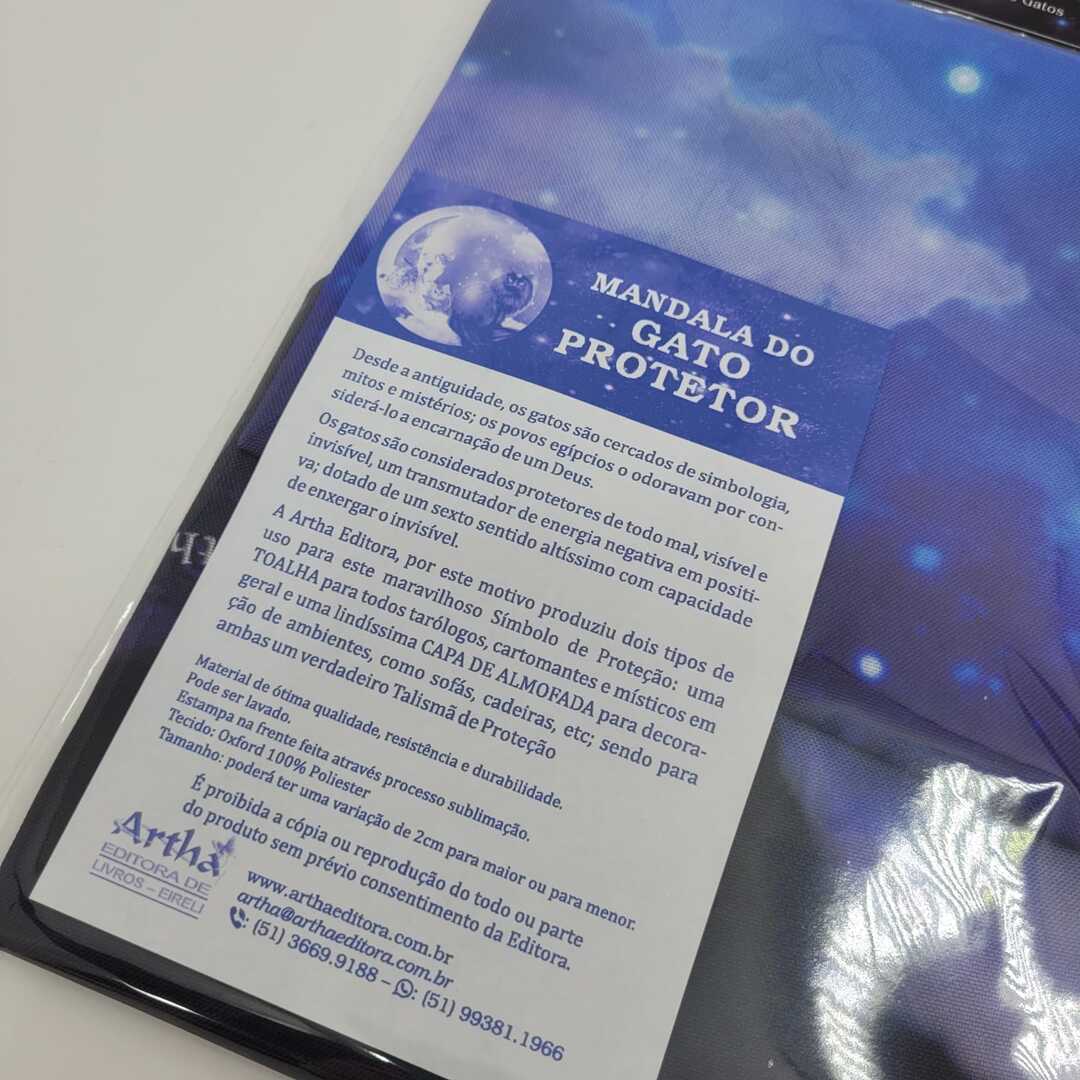 Gatos
MANDALA DO
GATO
PROTETOR
Desde a antiguidade, os gatos são cercados de simbologia,
mitos e mistérios; os povos egípcios o odoravam por con-
siderá-lo a encarnação de um Deus.
Os gatos são considerados protetores de todo mal, visível e
invisível, um transmutador de energia negativa em positi-
va; dotado de um sexto sentido altíssimo com capacidade
de enxergar o invisível.
A Artha Editora, por este motivo produziu dois tipos de
uso para este maravilhoso Símbolo de Proteção: uma
TOALHA para todos tarólogos, cartomantes e místicos em
geral e uma lindíssima CAPA DE ALMOFADA para decora-
ção de ambientes, como sofás, cadeiras, etc; sendo para
ambas um verdadeiro Talismã de Proteção
Material de ótima qualidade, resistência e durabilidade.
Pode ser lavado.
Estampa na frente feita através processo sublimação.
Tecido: Oxford 100% Poliester
Tamanho: poderá ter uma variação de 2cm para maior ou para menor.
É proibida a cópia ou reprodução do todo ou parte
do produto sem prévio consentimento da Editora.
Artha
EDITORA DE
LIVROS – EIRELI
www.arthaeditora.com.br
artha@arthaeditora.com.br
: (51) 3669.9188 – : (51) 99381.1966